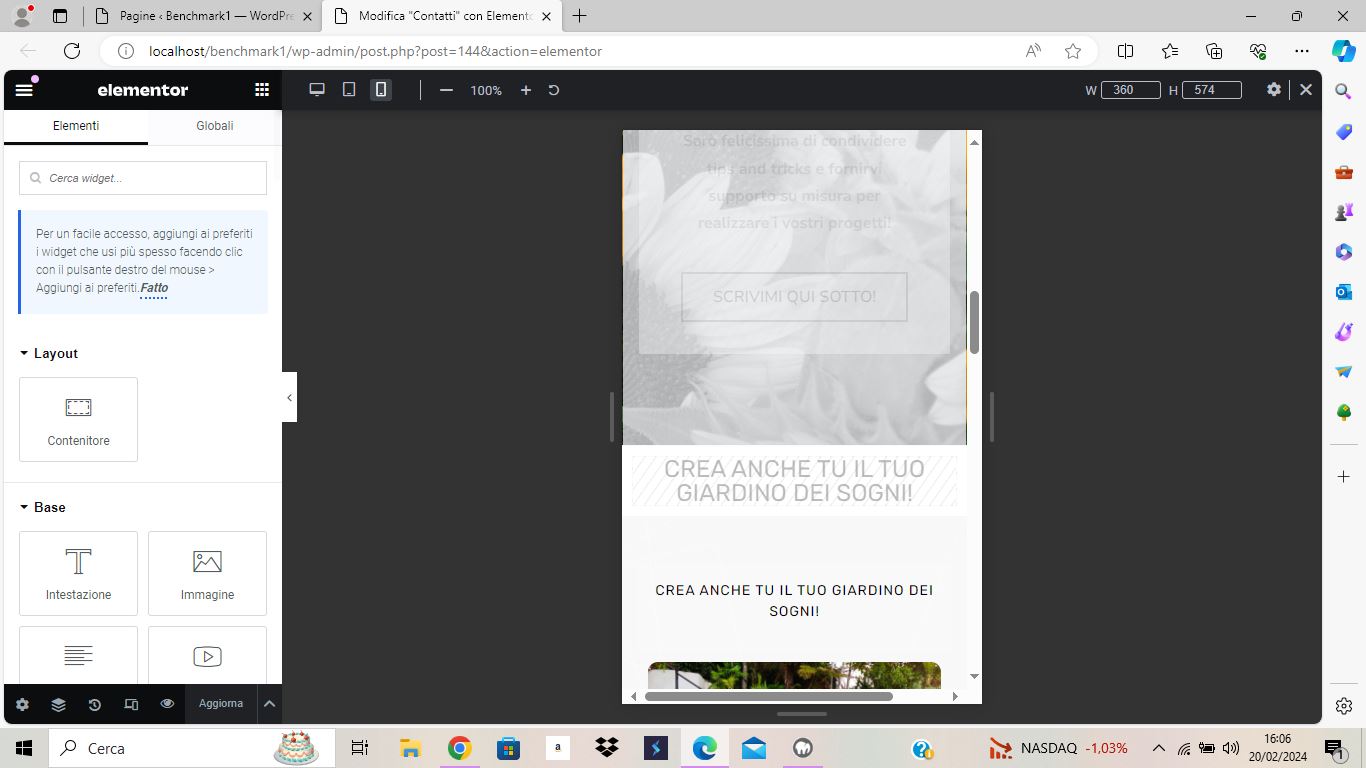 Pagine ‹ Benchmark1 — WordPre
Modifica "Contatti" con Elemento
localhost/benchmark1/wp-admin/post.php?post=144&action=elementor
elementor
100%
W 360 H 574
Elementi Globali
Cerca widget...
Per un facile accesso, aggiungi ai preferiti
i widget che usi più spesso facendo clic
con il pulsante destro del mouse >
Aggiungi ai preferiti.Fatto
Layout
Contenitore
Base
Intestazione Immagine
Aggiorna
Sarò felicissima di condividere
tips and tricks e fornirvi
supporto su misura per
realizzare i vostri progetti!
SCRIVIMI QUI SOTTO!
CREA ANCHE TU IL TUO
GIARDINO DEI SOGNI!
CREA ANCHE TU IL TUO GIARDINO DEI
SOGNI!
Cerca
a
NASDAQ -1,03%
16:06
20/02/2024
1